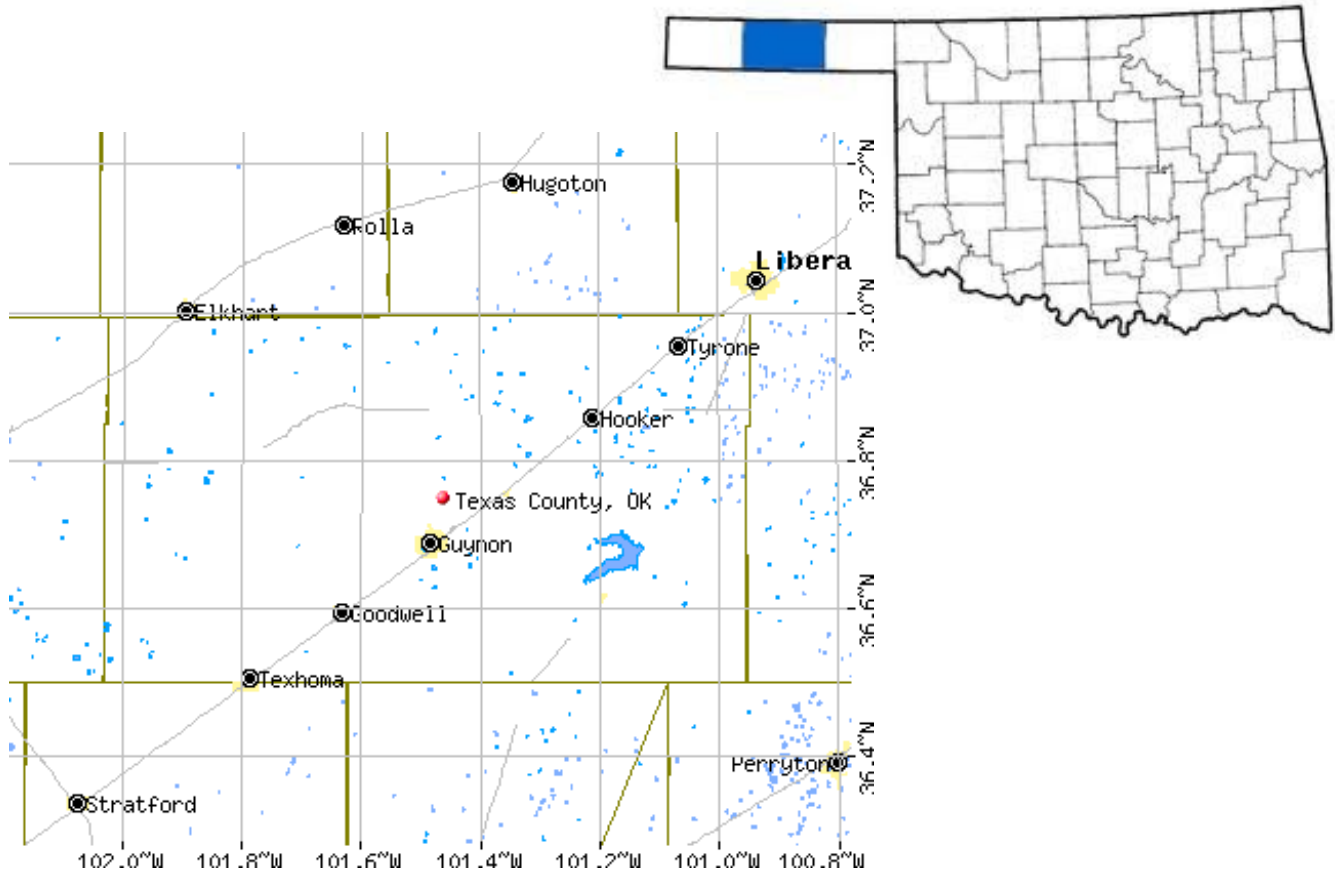 37.2~N
Hugoton
Rolla
Libera
Elkhart
37.0~N
Tyrone
Hooker
36.8~N
Texas County, OK
Guynon
Goodwell
36.6~N
Texhoma
36.4~N
Perryton
Stratford
102.0~W 101.8~W 101.6~W 101.4~W 101.2~W 101.0~W 100.8~W